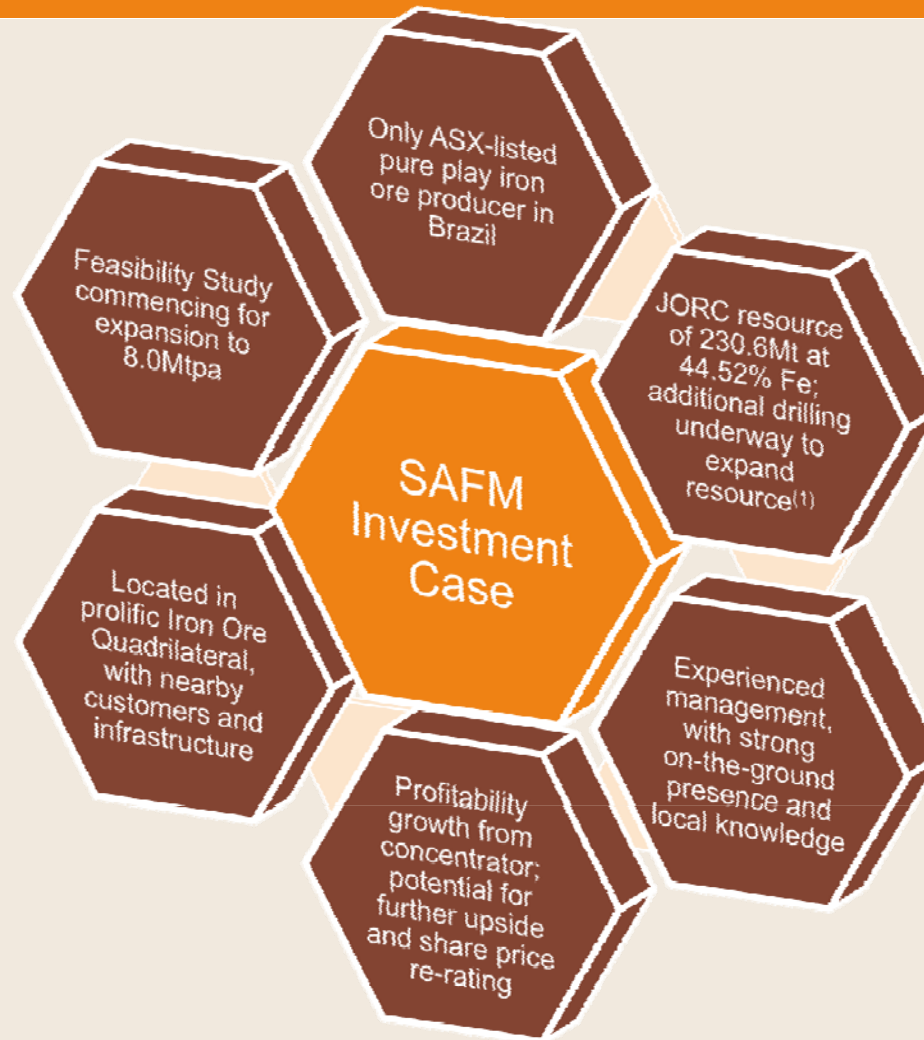 Only ASX-listed
pure play iron
ore producer in
Brazil
JORC resource
of 230.6Mt at
44.52% Fe;
additional drilling
underway to
expand
resource(1)
Experienced
management,
with strong
on-the-ground
presence and
local knowledge
Profitability
growth from
concentrator;
potential for
further upside
and share price
re-rating
Located in
prolific Iron Ore
Quadrilateral,
with nearby
customers and
infrastructure
Feasibility Study
commencing for
expansion to
8.0Mtpa
SAFM
Investment
Case